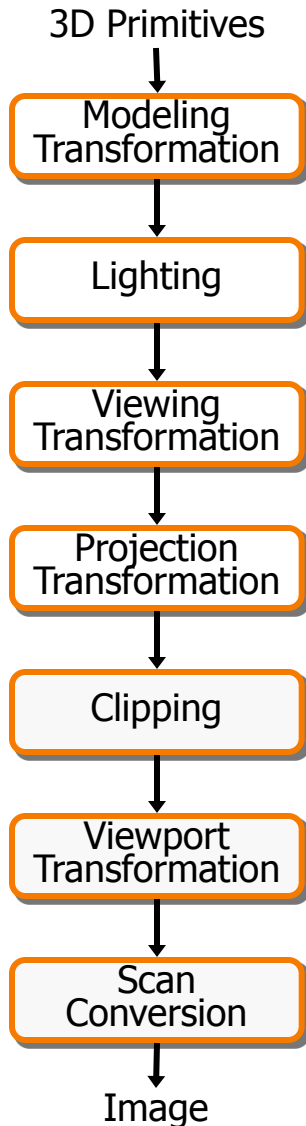 3D Primitives
Modeling
Transformation
Lighting
Viewing
Transformation
Projection
Transformation
Clipping
Viewport
Transformation
Scan
Conversion
Image